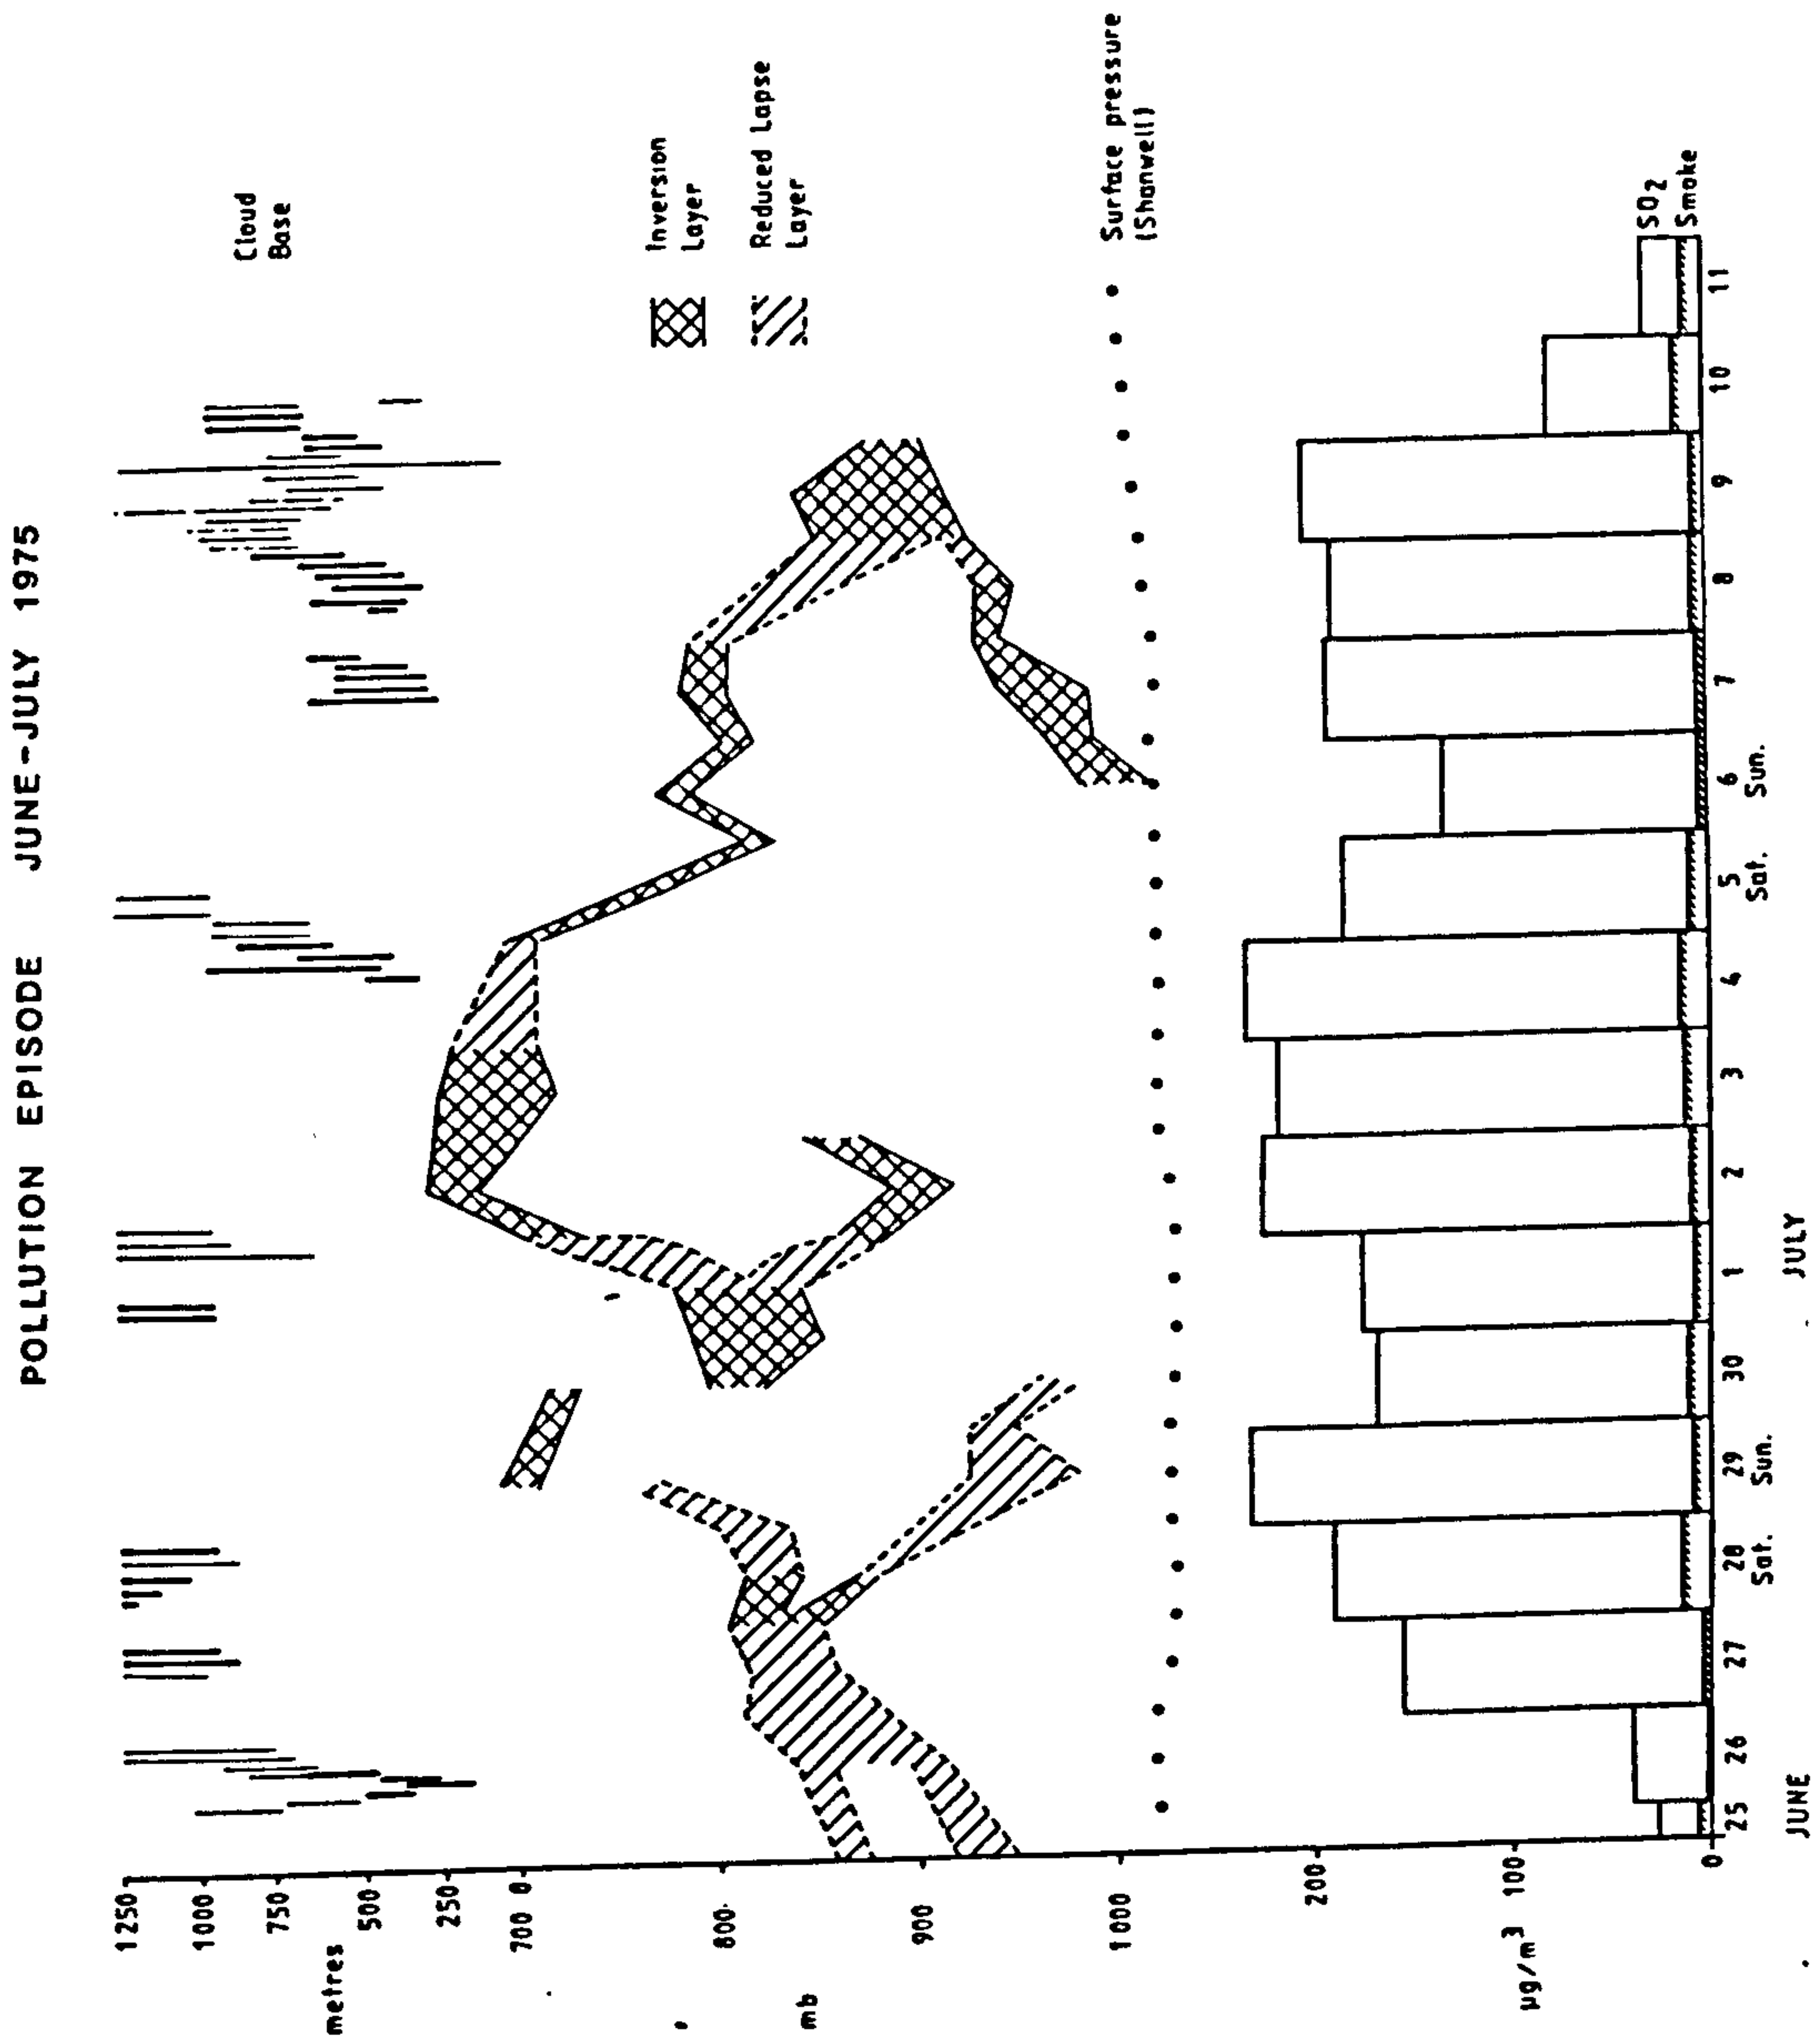 POLLUTION EPISODE JUNE-JULY 1975
Cloud
Base
Inversion
Layer
Reduced Lapse
Layer
Surface pressure
(Shanwell)
SO2
Smoke
1250
1000
750
500
250
0
metres
700
800
900
1000
mb
200
100
0
µg/m³
25 26 27 28 29 30 1 2 3 4 5 6 7 8 9 10 11
Sat. Sun. Sat. Sun.
JUNE JULY